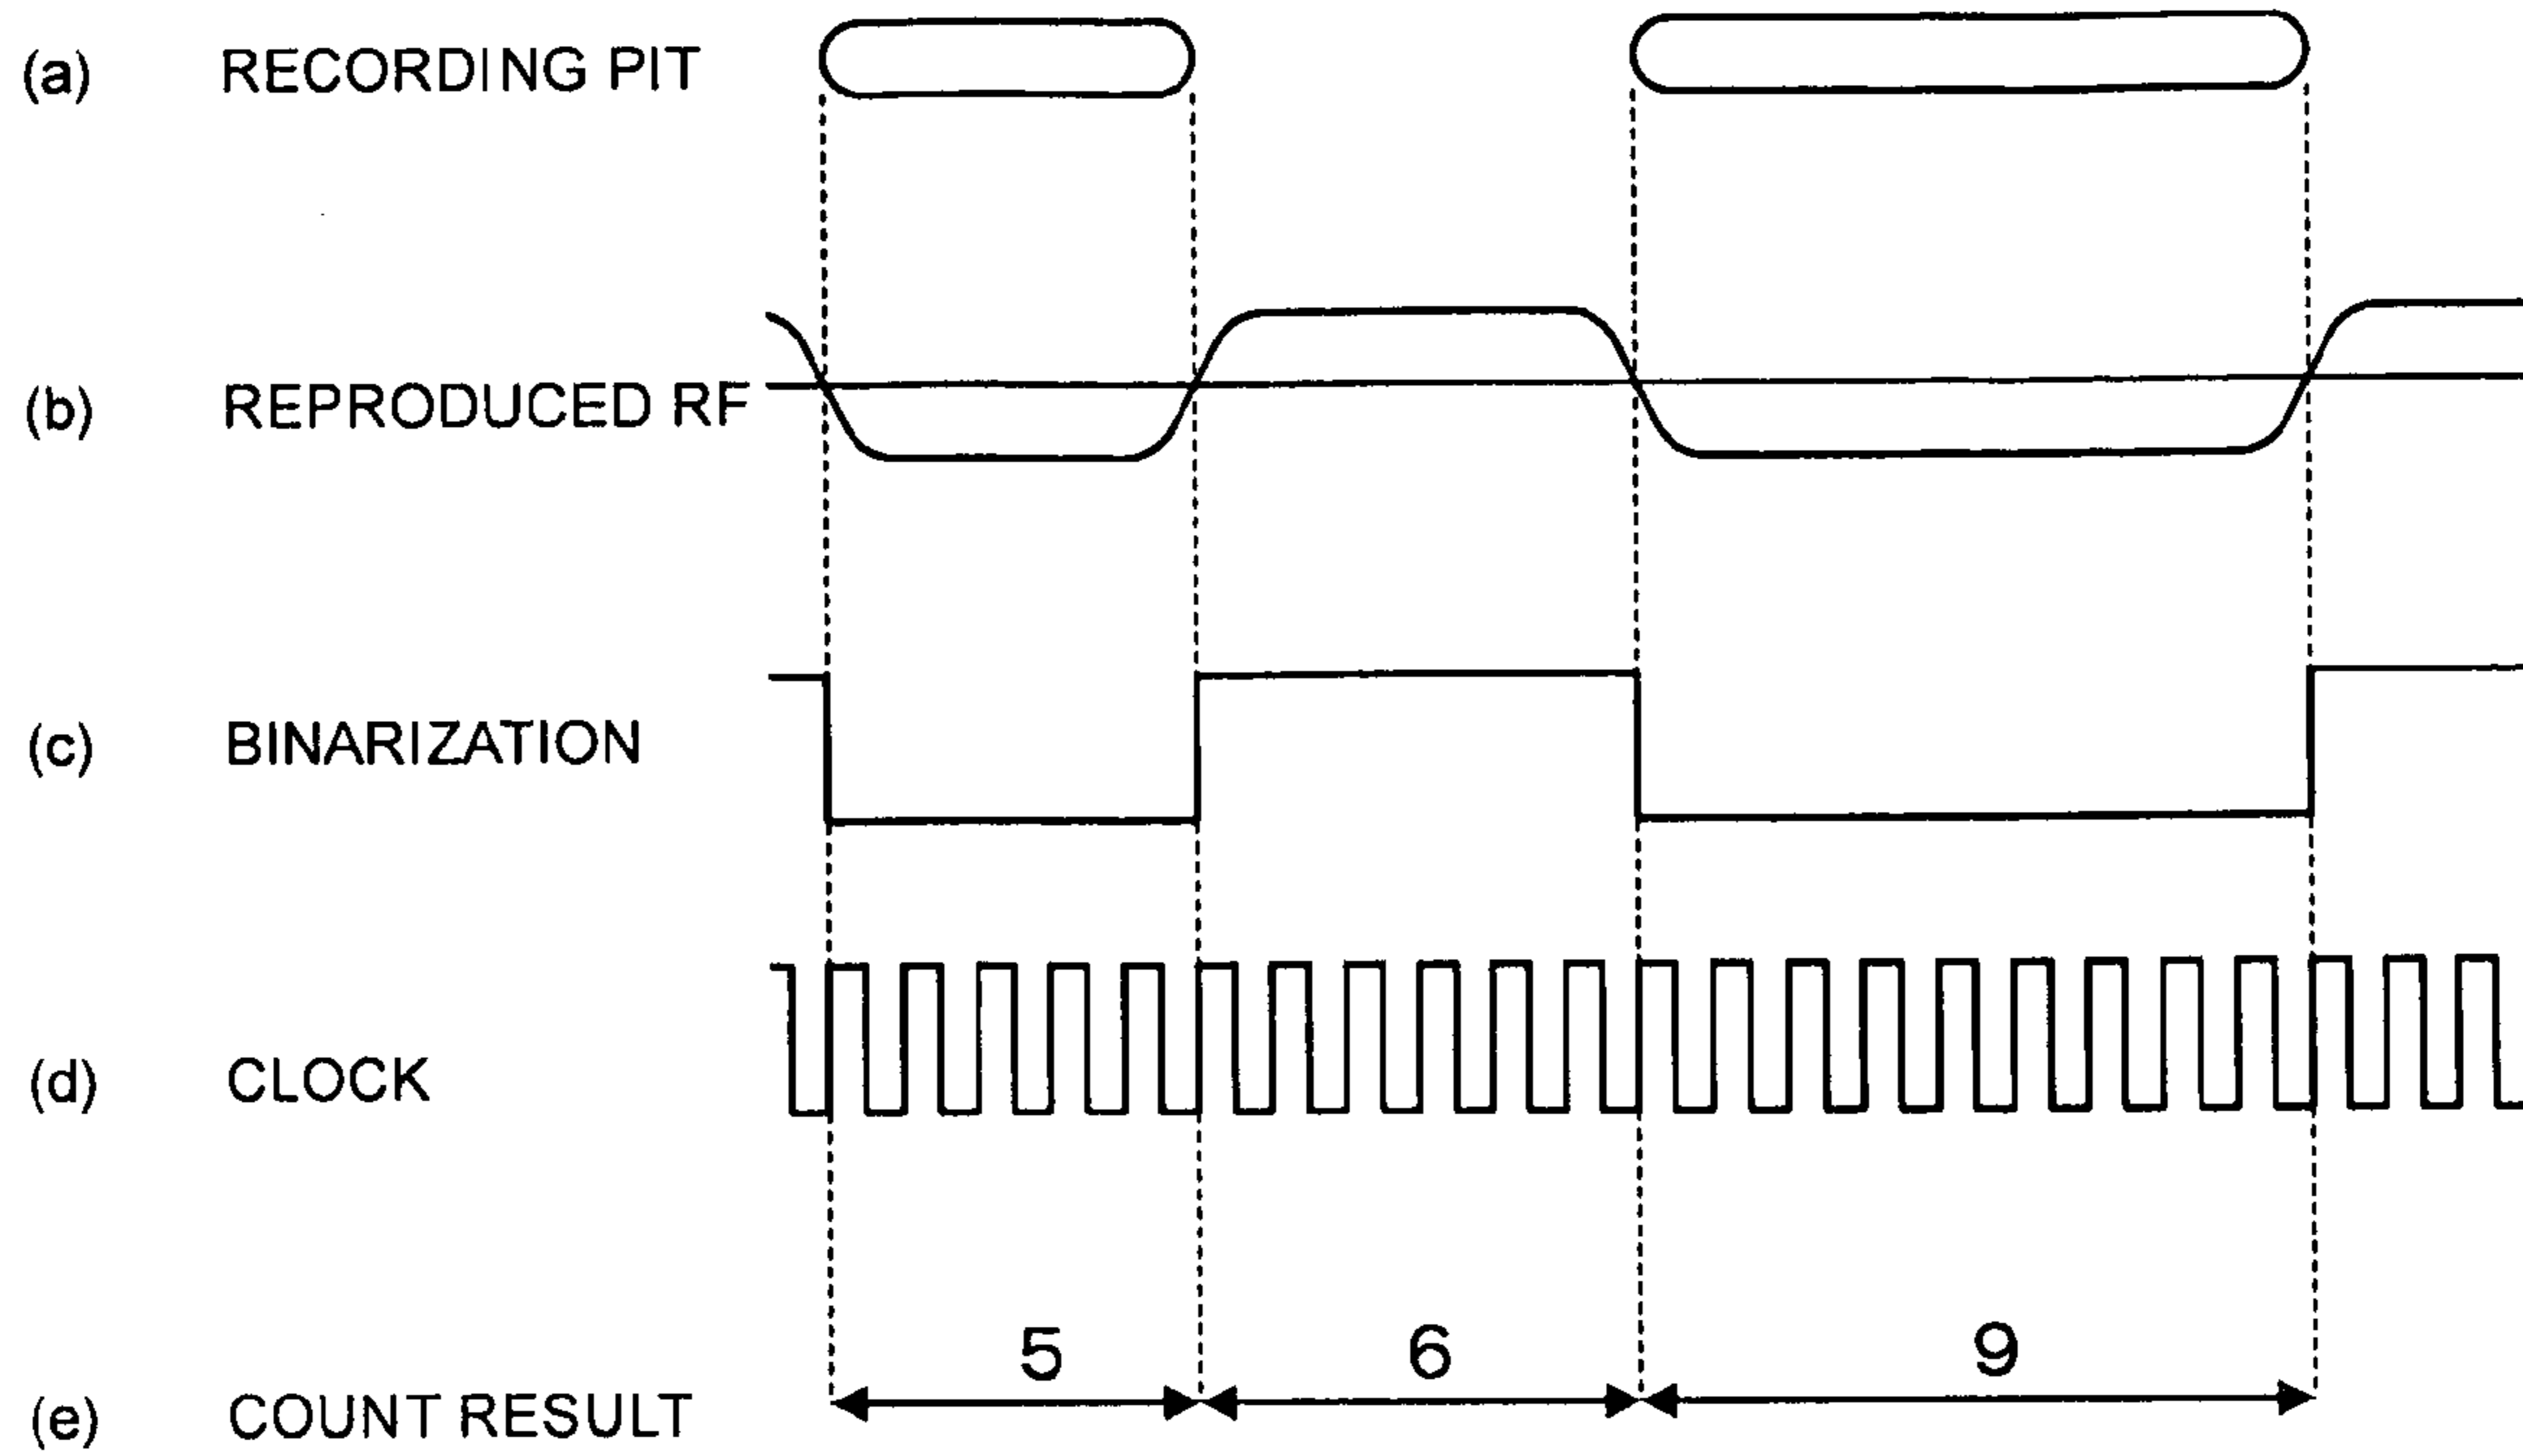 (a) RECORDING PIT
(b) REPRODUCED RF
(c) BINARIZATION
(d) CLOCK
5 6 9
(e) COUNT RESULT